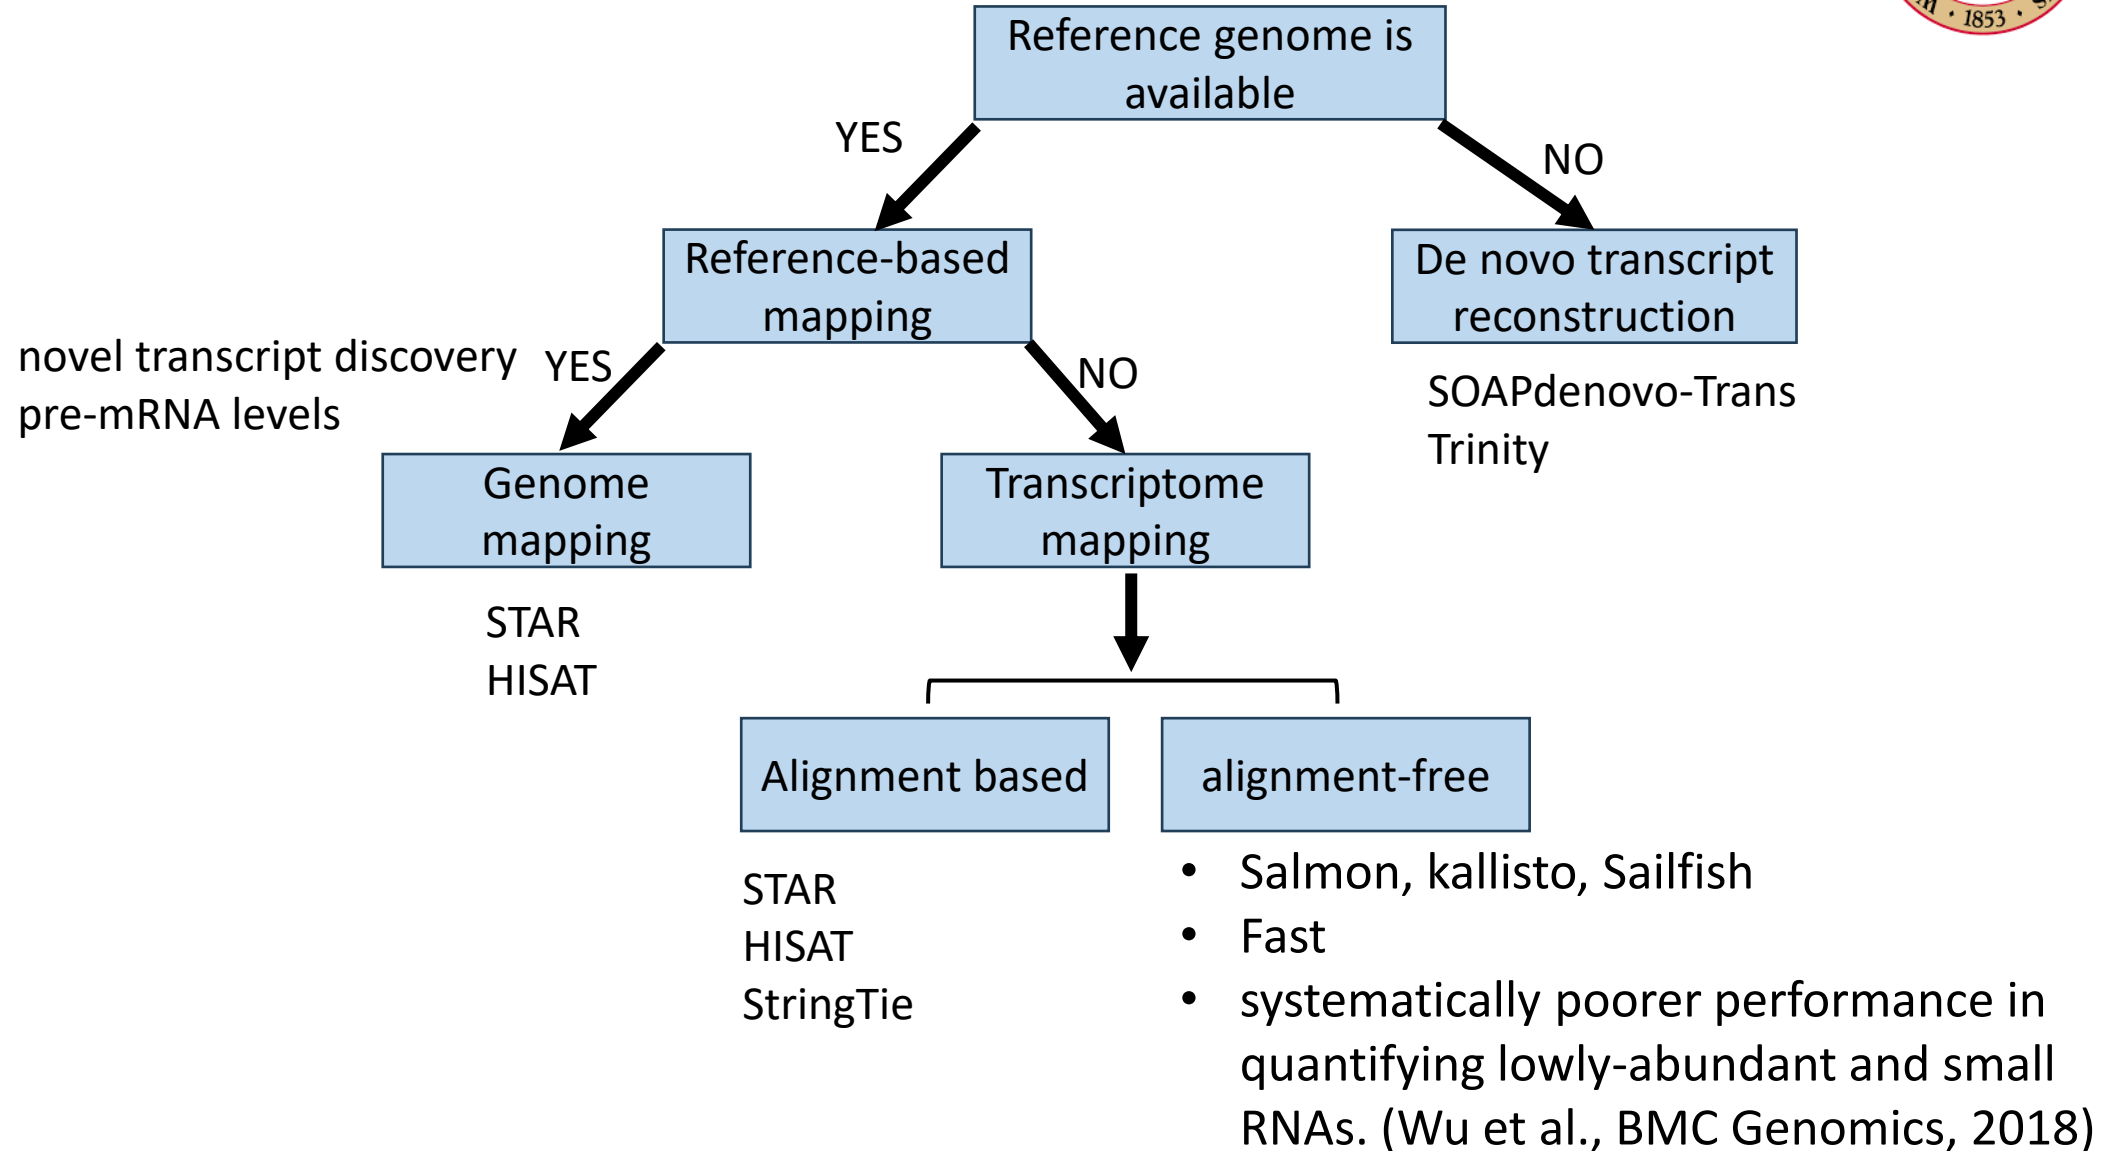 · 1853 ·
Reference genome is
available
YES
NO
Reference-based
mapping
De novo transcript
reconstruction
novel transcript discovery
pre-mRNA levels
YES
NO
SOAPdenovo-Trans
Trinity
Genome
mapping
Transcriptome
mapping
STAR
HISAT
Alignment based
alignment-free
STAR
HISAT
StringTie
• Salmon, kallisto, Sailfish
• Fast
• systematically poorer performance in
quantifying lowly-abundant and small
RNAs. (Wu et al., BMC Genomics, 2018)